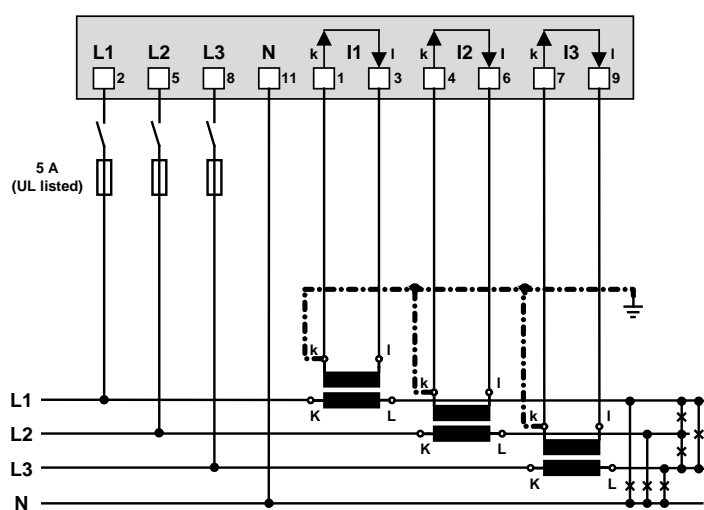 L1 L2 L3 N k I1 l k I2 l k I3 l
2 5 8 11 1 3 4 6 7 9
5 A
(UL listed)
k l
k l
L1 K L
k l
L2 K L
L3 K L
N